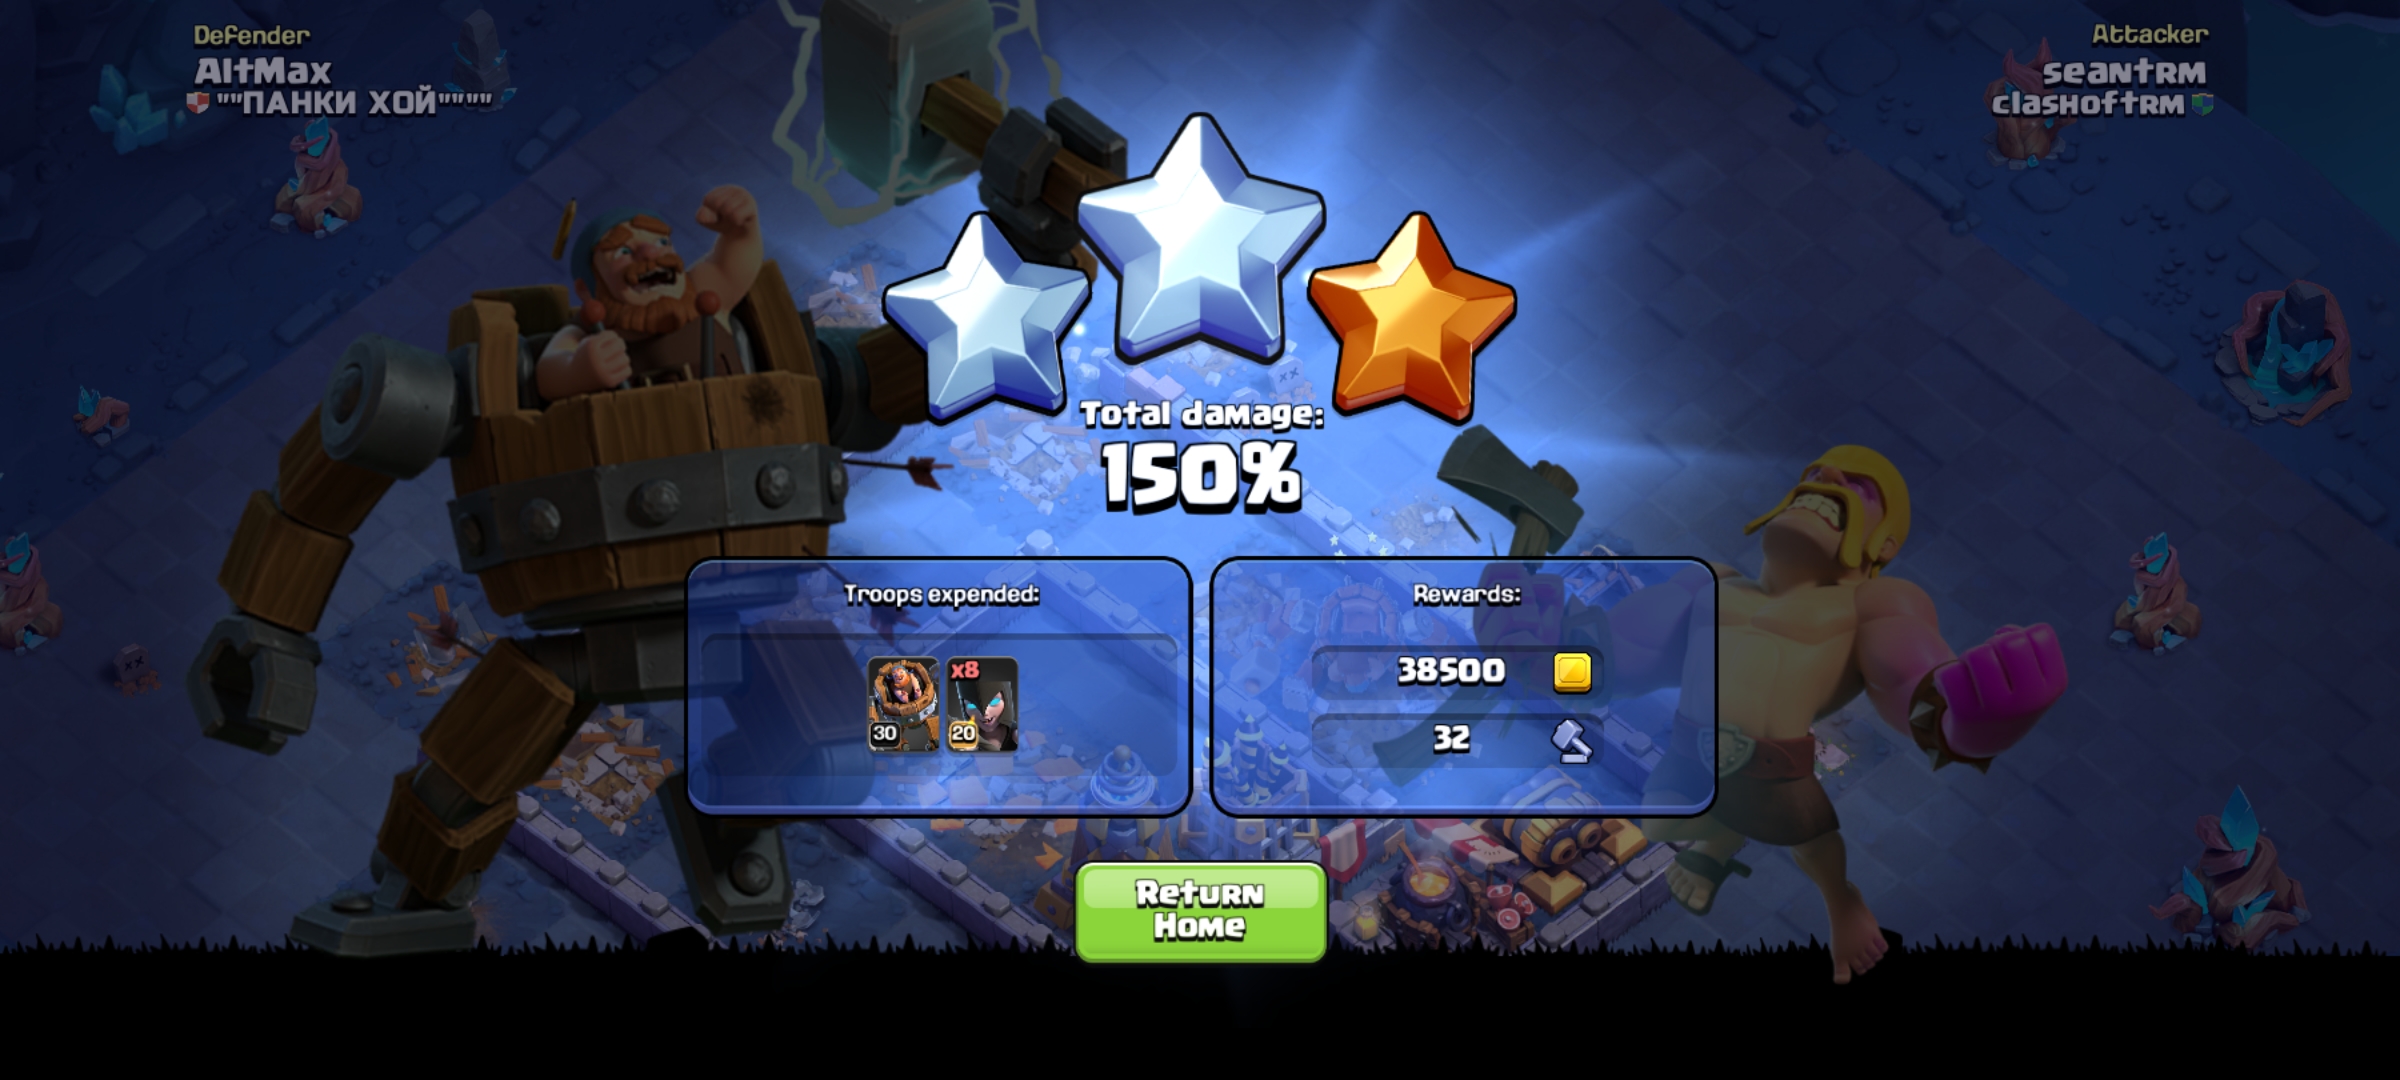 Defender
AltMax
""ПАНКИ ХОЙ""""
Attacker
seantrm
clashoftrm
Total damage:
150%
Troops expended:
30
x8
20
Rewards:
38500
32
Return
Home